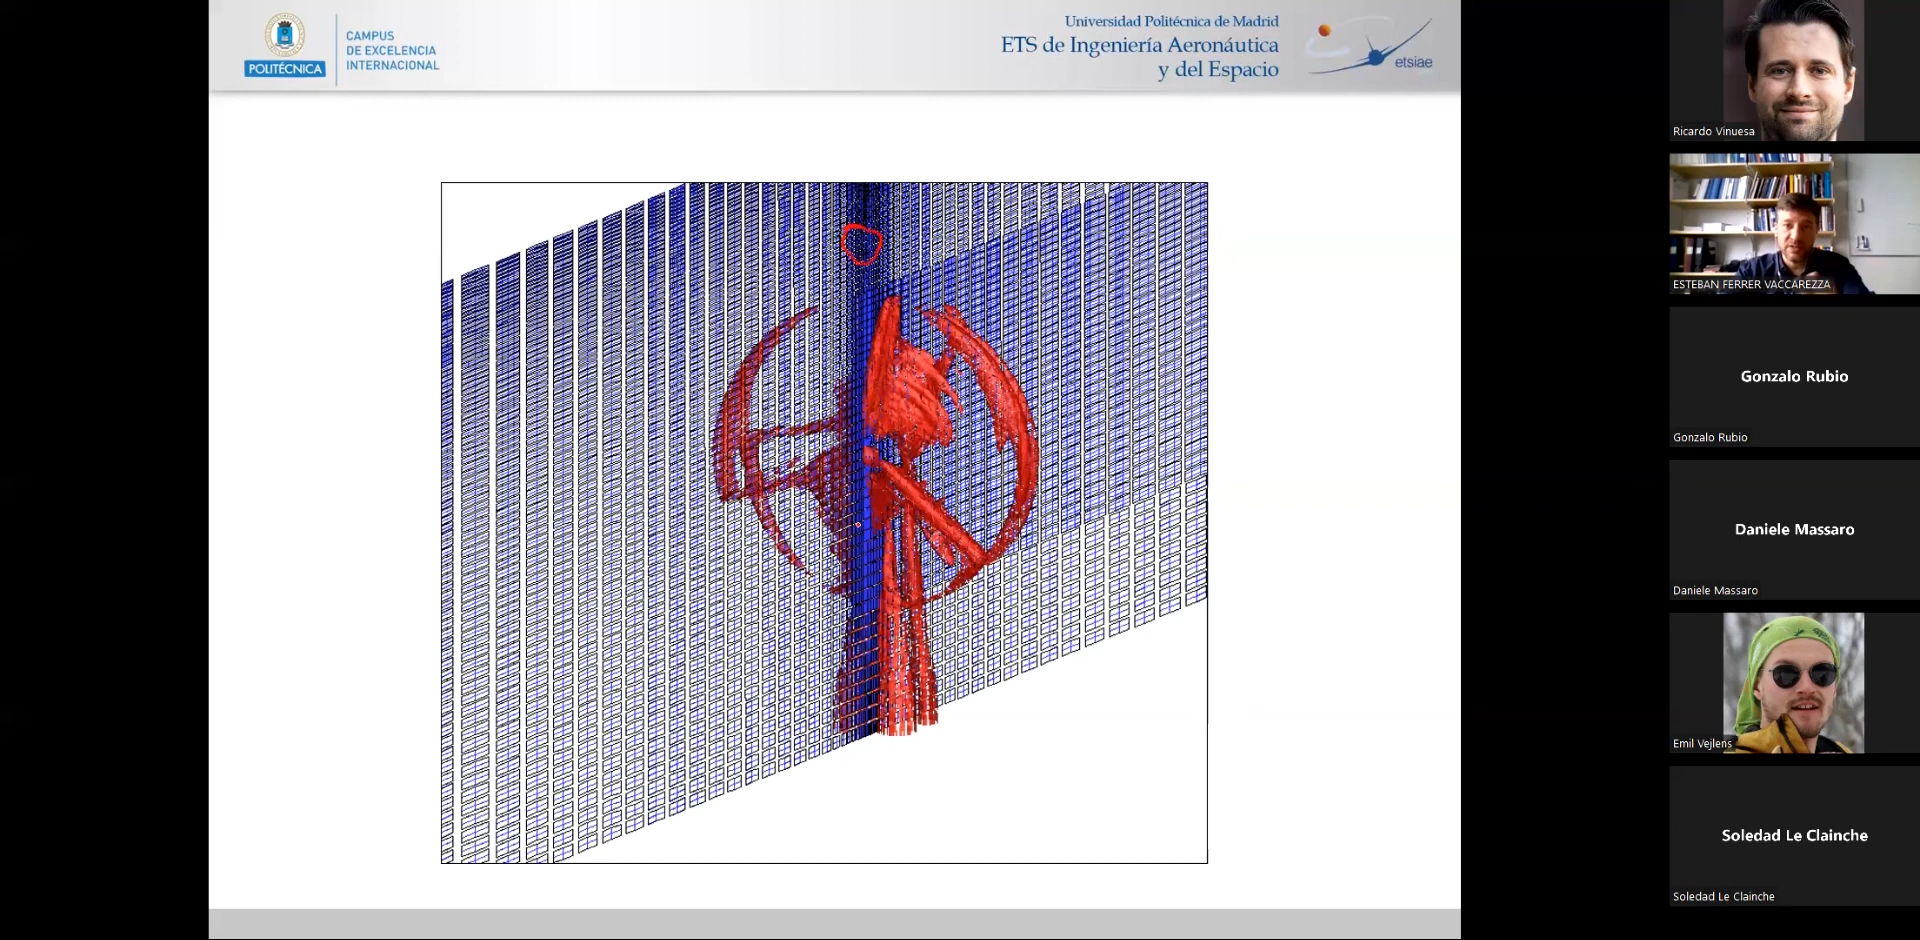 POLITÉCNICA
CAMPUS
DE EXCELENCIA
INTERNACIONAL
Universidad Politécnica de Madrid
ETS de Ingeniería Aeronáutica
y del Espacio
etsiae
Ricardo Vinuesa
ESTEBAN FERRER VACCAREZZA
Gonzalo Rubio
Gonzalo Rubio
Daniele Massaro
Daniele Massaro
Emil Vejlens
Soledad Le Clainche
Soledad Le Clainche